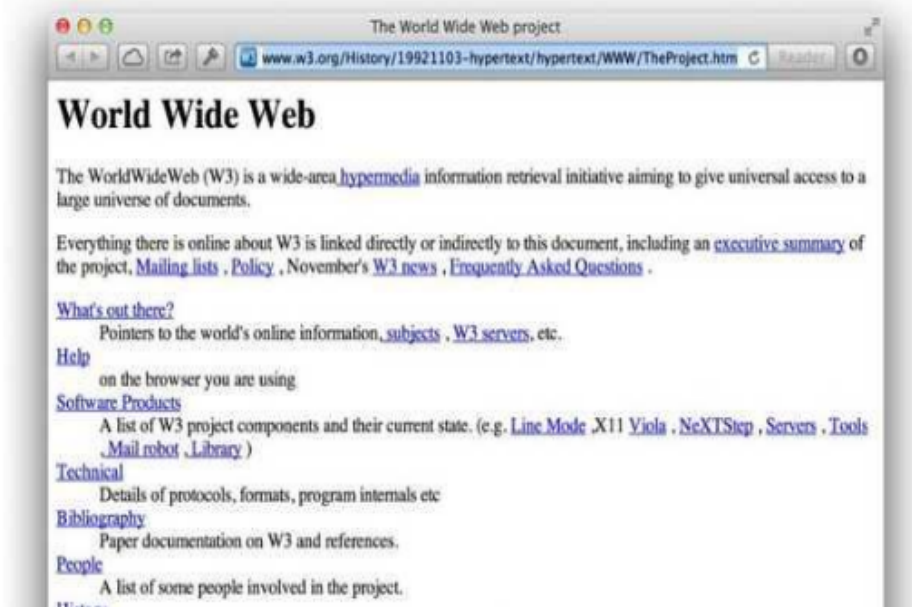 The World Wide Web project
www.w3.org/History/19921103-hypertext/hypertext/WWW/TheProject.htm Reader
World Wide Web
The WorldWideWeb (W3) is a wide-area hypermedia information retrieval initiative aiming to give universal access to a
large universe of documents.
Everything there is online about W3 is linked directly or indirectly to this document, including an executive summary of
the project, Mailing lists , Policy , November's W3 news , Frequently Asked Questions .
What's out there?
Pointers to the world's online information, subjects , W3 servers, etc.
Help
on the browser you are using
Software Products
A list of W3 project components and their current state. (e.g. Line Mode ,X11 Viola , NeXTStep , Servers , Tools
, Mail robot , Library )
Technical
Details of protocols, formats, program internals etc
Bibliography
Paper documentation on W3 and references.
People
A list of some people involved in the project.